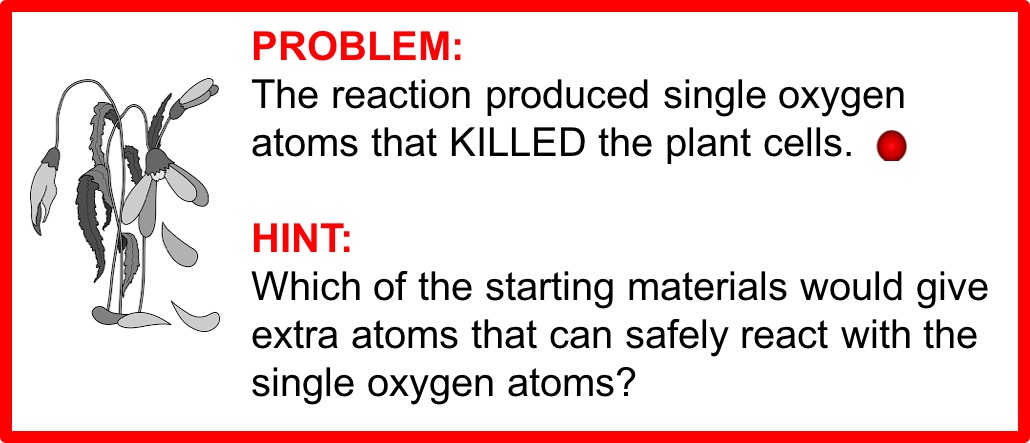 PROBLEM:
The reaction produced single oxygen
atoms that KILLED the plant cells.
HINT:
Which of the starting materials would give
extra atoms that can safely react with the
single oxygen atoms?